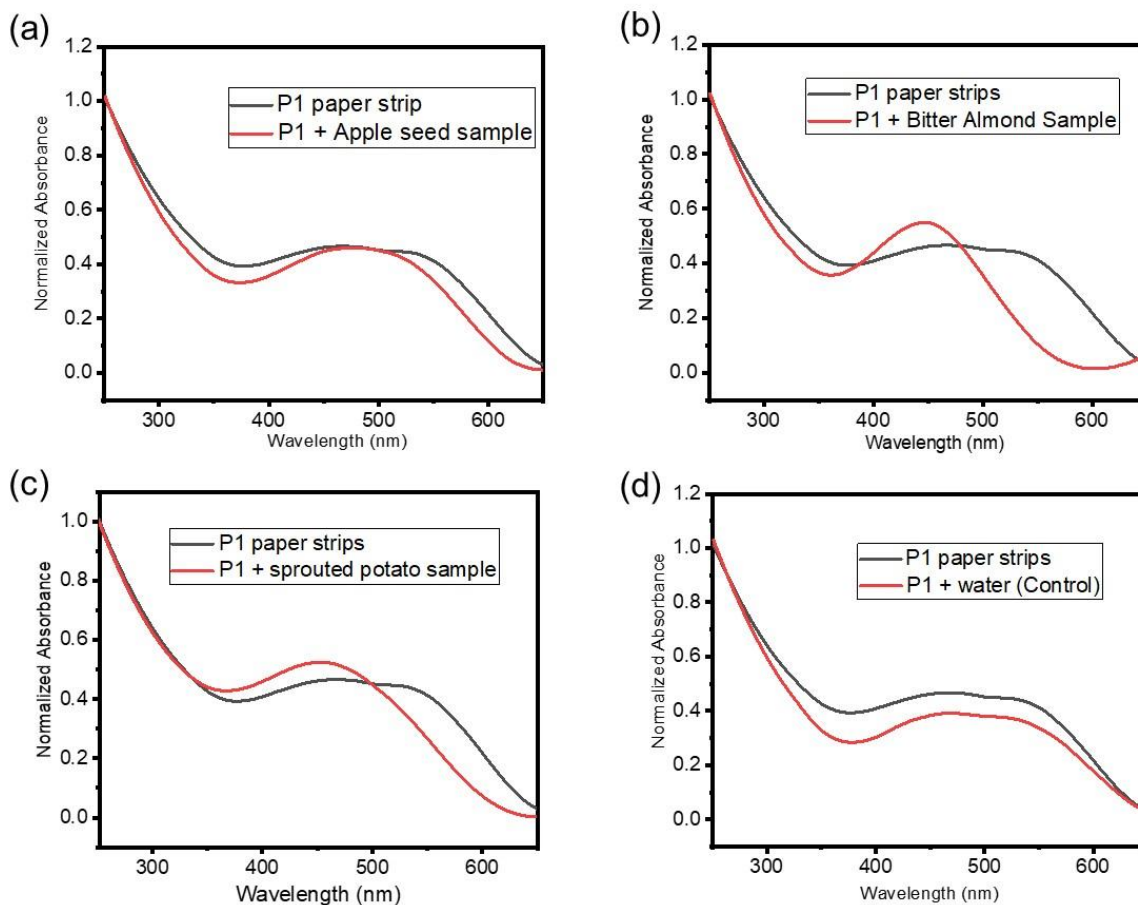 (a)
1.2
1.0
0.8
0.6
0.4
0.2
0.0
Normalized Absorbance
P1 paper strip
P1 + Apple seed sample
300 400 500 600
Wavelength (nm)
(b)
1.2
1.0
0.8
0.6
0.4
0.2
0.0
Normalized Absorbance
P1 paper strips
P1 + Bitter Almond Sample
300 400 500 600
Wavelength (nm)
(c)
1.0
0.8
0.6
0.4
0.2
0.0
Normalized Absorbance
P1 paper strips
P1 + sprouted potato sample
300 400 500 600
Wavelength (nm)
(d)
1.2
1.0
0.8
0.6
0.4
0.2
0.0
Normalized Absorbance
P1 paper strips
P1 + water (Control)
300 400 500 600
Wavelength (nm)